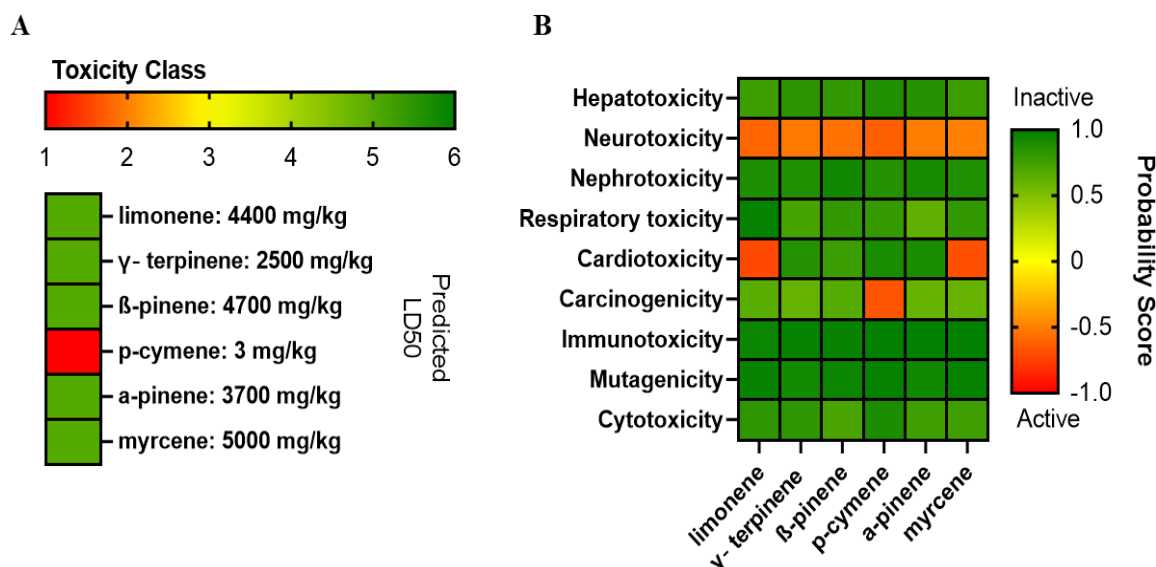 A
Toxicity Class
1 2 3 4 5 6
limonene: 4400 mg/kg
γ- terpinene: 2500 mg/kg
ß-pinene: 4700 mg/kg
p-cymene: 3 mg/kg
a-pinene: 3700 mg/kg
myrcene: 5000 mg/kg
Predicted
LD50
B
Hepatotoxicity
Neurotoxicity
Nephrotoxicity
Respiratory toxicity
Cardiotoxicity
Carcinogenicity
Immunotoxicity
Mutagenicity
Cytotoxicity
limonene
γ- terpinene
ß-pinene
p-cymene
a-pinene
myrcene
Inactive
1.0
0.5
0
-0.5
-1.0
Active
Probability Score